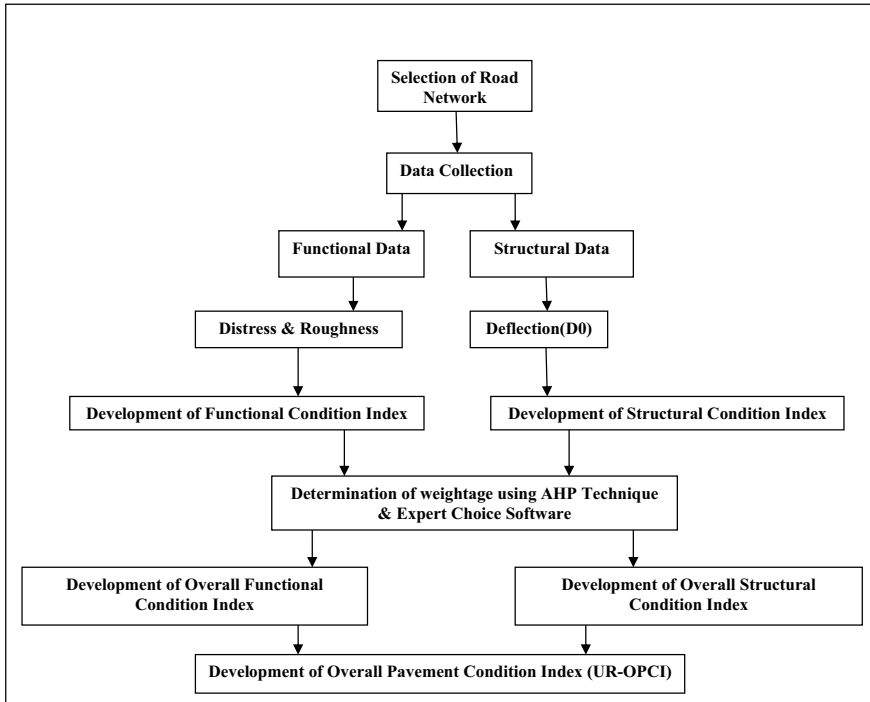 Selection of Road
Network
Data Collection
Functional Data
Structural Data
Distress & Roughness
Deflection(D0)
Development of Functional Condition Index
Development of Structural Condition Index
Determination of weightage using AHP Technique
& Expert Choice Software
Development of Overall Functional
Condition Index
Development of Overall Structural
Condition Index
Development of Overall Pavement Condition Index (UR-OPCI)